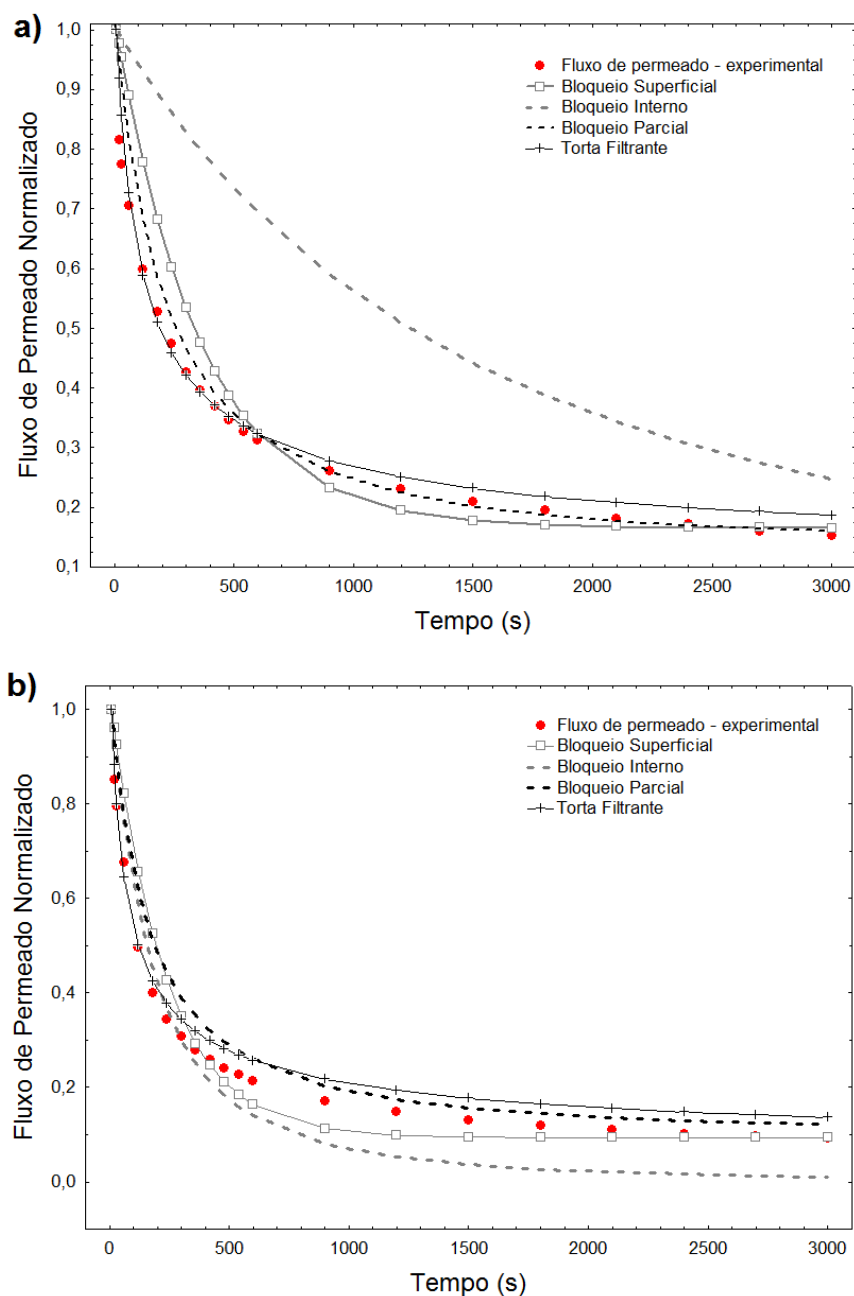 a)
Fluxo de Permeado Normalizado
1,0
0,9
0,8
0,7
0,6
0,5
0,4
0,3
0,2
0,1
Fluxo de permeado - experimental
Bloqueio Superficial
Bloqueio Interno
Bloqueio Parcial
Torta Filtrante
0 500 1000 1500 2000 2500 3000
Tempo (s)
b)
Fluxo de Permeado Normalizado
1,0
0,8
0,6
0,4
0,2
0,0
Fluxo de permeado - experimental
Bloqueio Superficial
Bloqueio Interno
Bloqueio Parcial
Torta Filtrante
0 500 1000 1500 2000 2500 3000
Tempo (s)